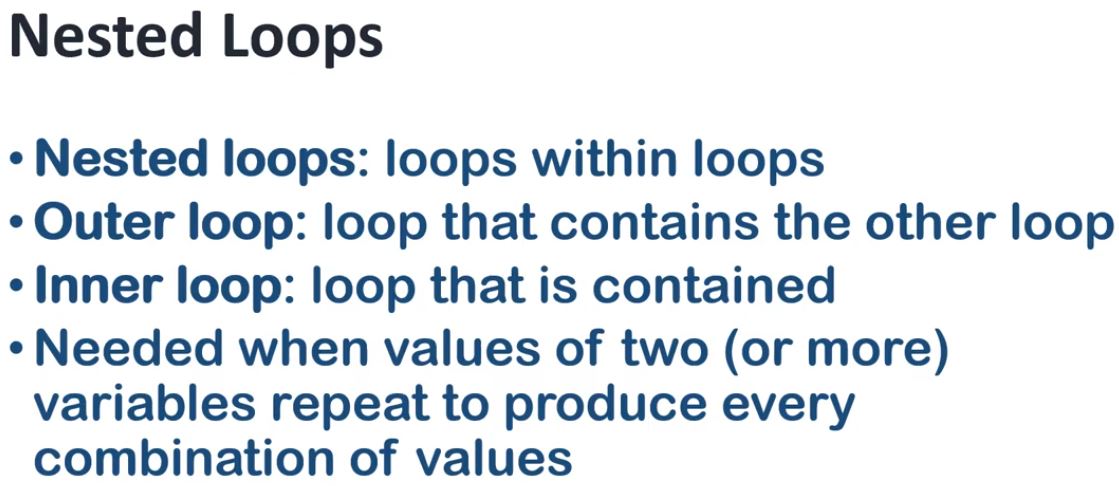 Nested Loops
• Nested loops: loops within loops
• Outer loop: loop that contains the other loop
• Inner loop: loop that is contained
• Needed when values of two (or more)
variables repeat to produce every
combination of values